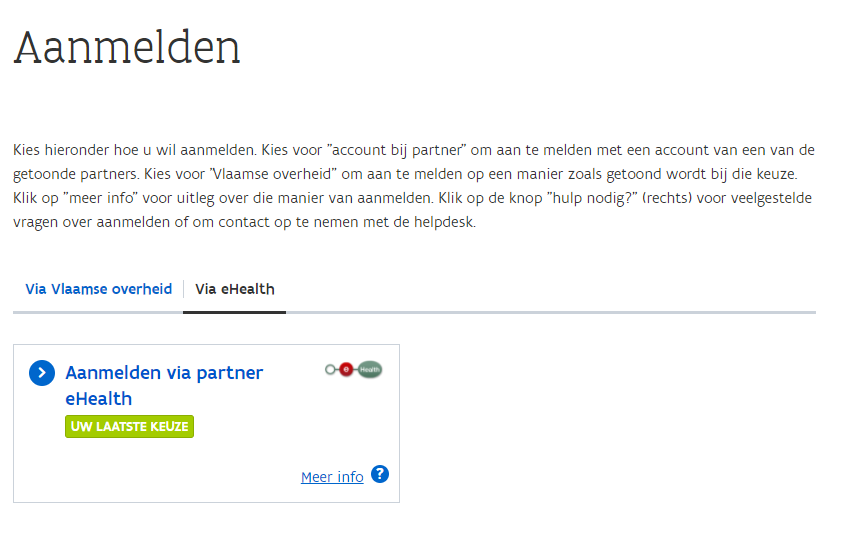 Aanmelden
Kies hieronder hoe u wil aanmelden. Kies voor "account bij partner" om aan te melden met een account van een van de
getoonde partners. Kies voor "Vlaamse overheid" om aan te melden op een manier zoals getoond wordt bij die keuze.
Klik op "meer info" voor uitleg over die manier van aanmelden. Klik op de knop "hulp nodig?" (rechts) voor veelgestelde
vragen over aanmelden of om contact op te nemen met de helpdesk.
Via Vlaamse overheid Via eHealth
Aanmelden via partner
eHealth
e Health
UW LAATSTE KEUZE
Meer info ?